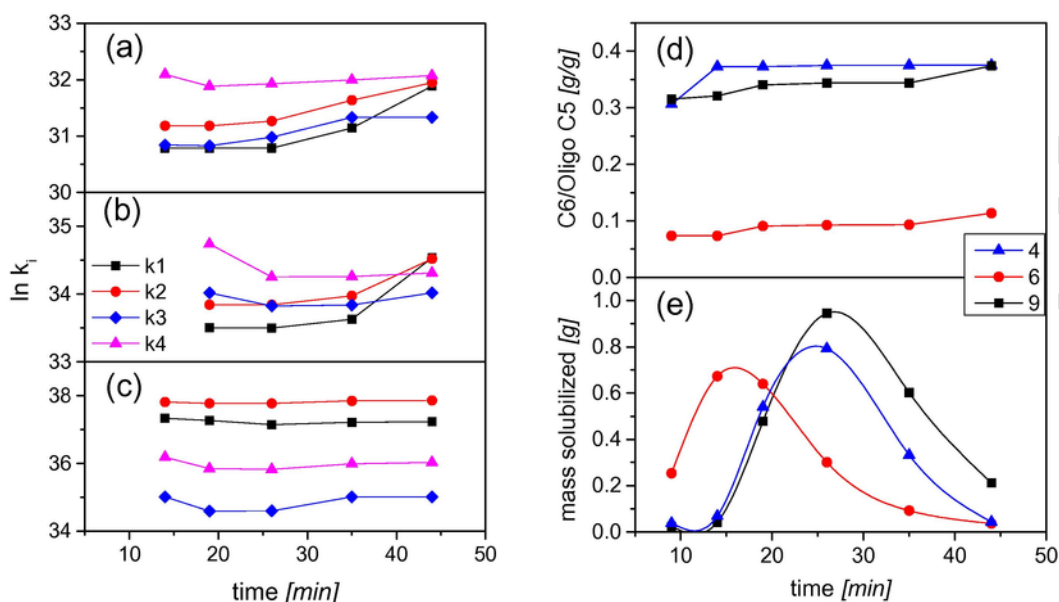 33
(a)
32
31
30
(b)
34
33
k1
k2
k3
k4
38
(c)
37
36
35
34
ln kᵢ
10 20 30 40 50
time [min]
0.4
(d)
0.3
0.2
0.1
0.0
C6/Oligo C5 [g/g]
4
6
9
1.0
(e)
0.8
0.6
0.4
0.2
0.0
mass solubilized [g]
10 20 30 40 50
time [min]